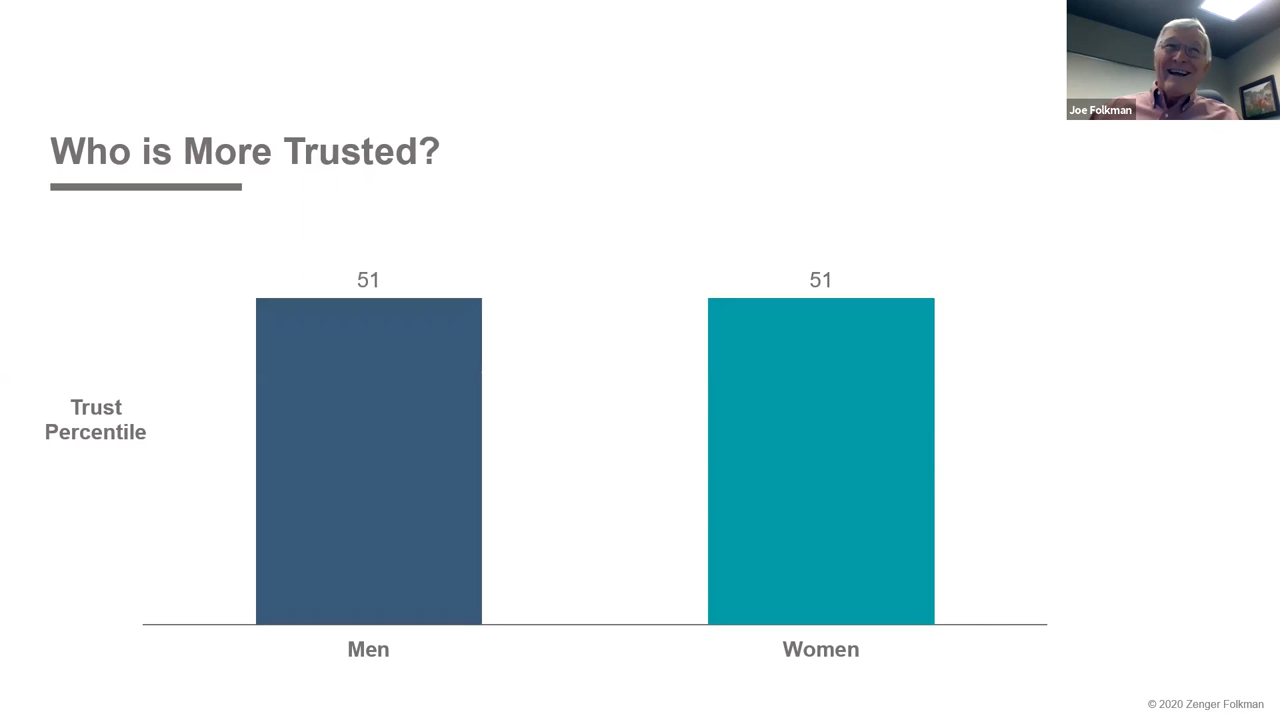 Joe Folkman
Who is More Trusted?
51
51
Trust
Percentile
Men
Women
© 2020 Zenger Folkman